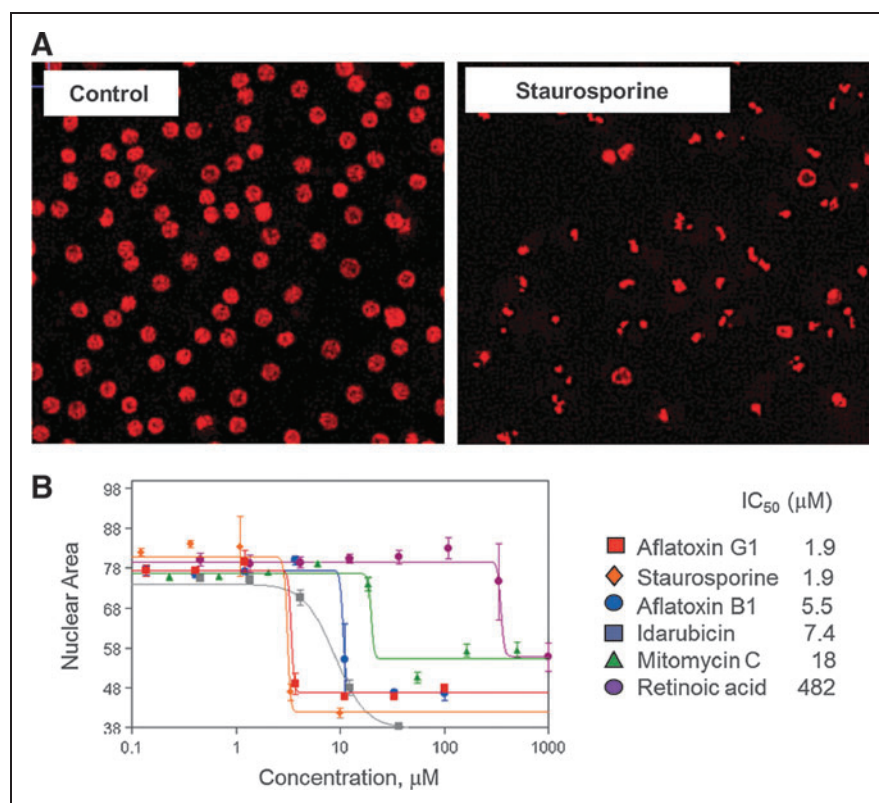 A
Control
Staurosporine
B
98
88
78
68
58
48
38
Nuclear Area
0.1
1
10
100
1000
Concentration, μM
IC50 (μM)
Aflatoxin G1 1.9
Staurosporine 1.9
Aflatoxin B1 5.5
Idarubicin 7.4
Mitomycin C 18
Retinoic acid 482